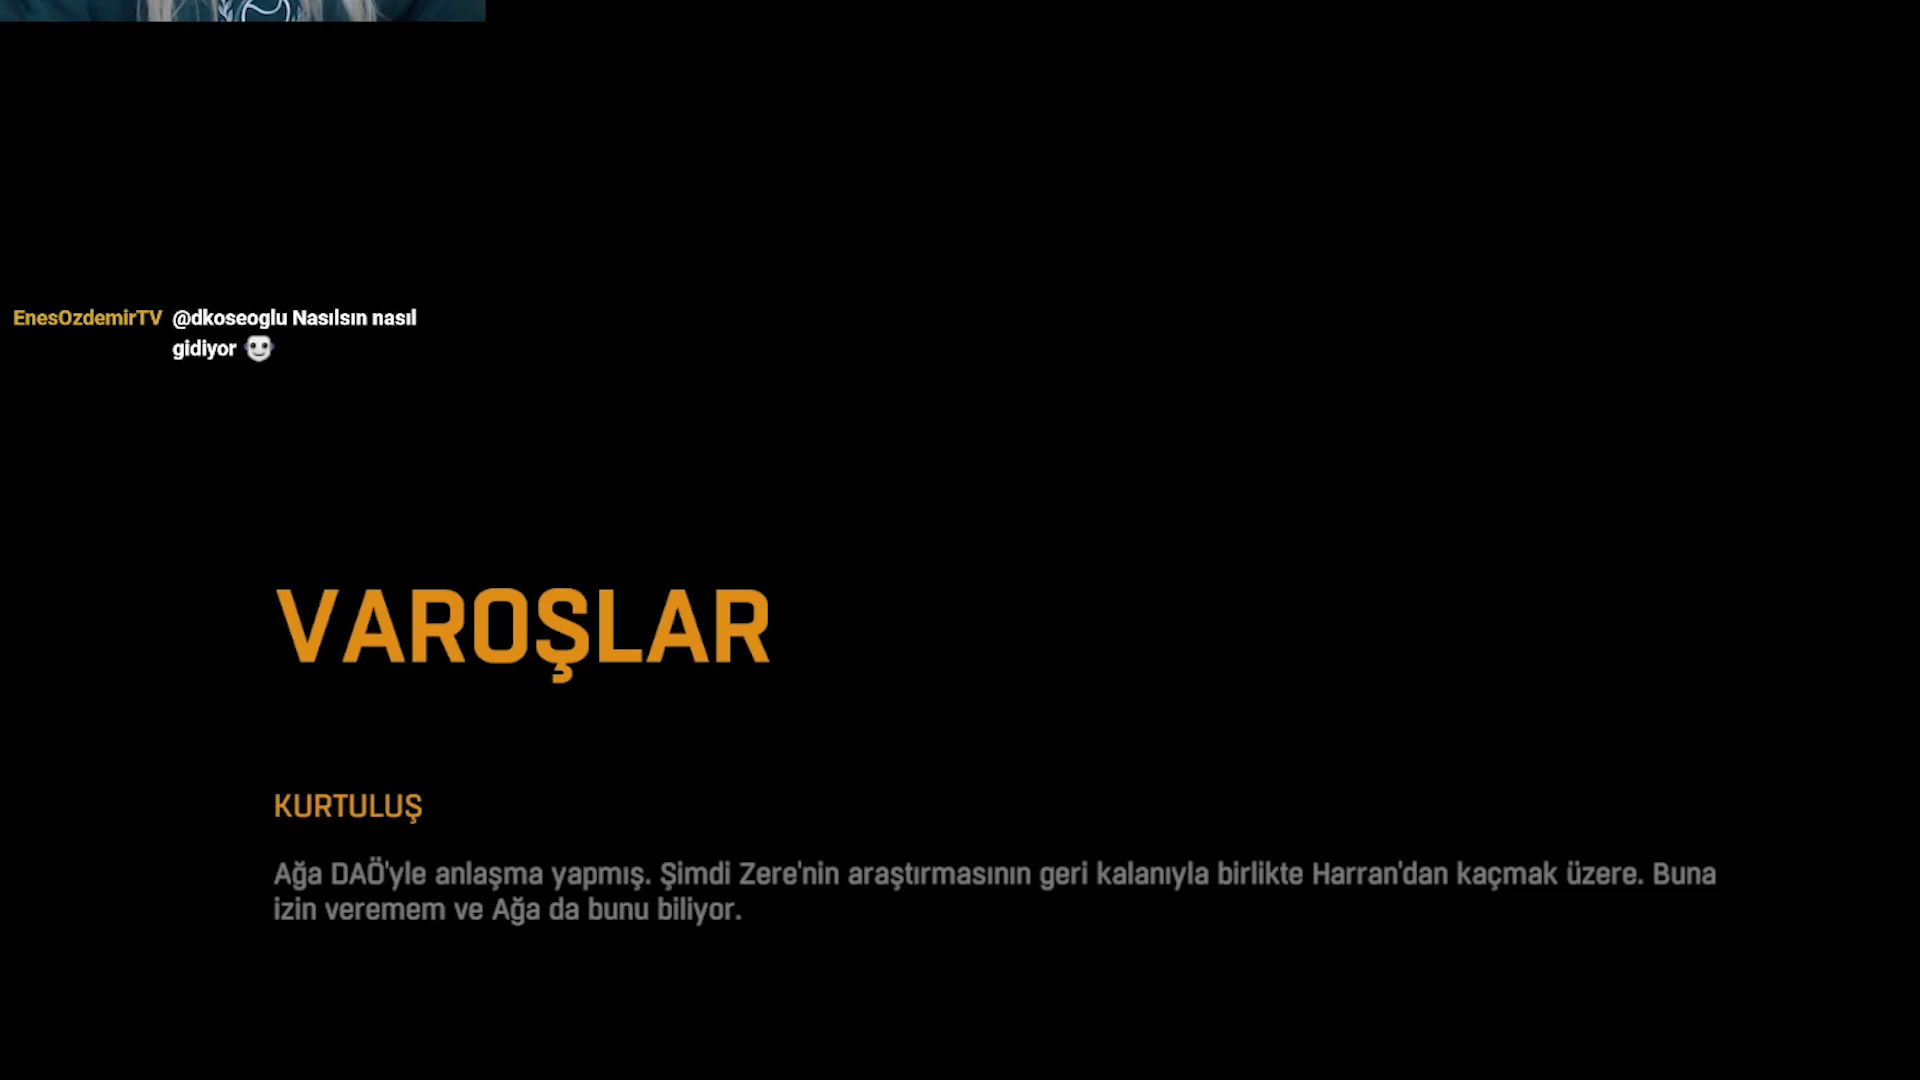 EnesOzdemirTV @dkoseoglu Nasılsın nasıl
gidiyor
VAROŞLAR
KURTULUŞ
Ağa DAÖ'yle anlaşma yapmış. Şimdi Zere'nin araştırmasının geri kalanıyla birlikte Harran'dan kaçmak üzere. Buna
izin veremem ve Ağa da bunu biliyor.